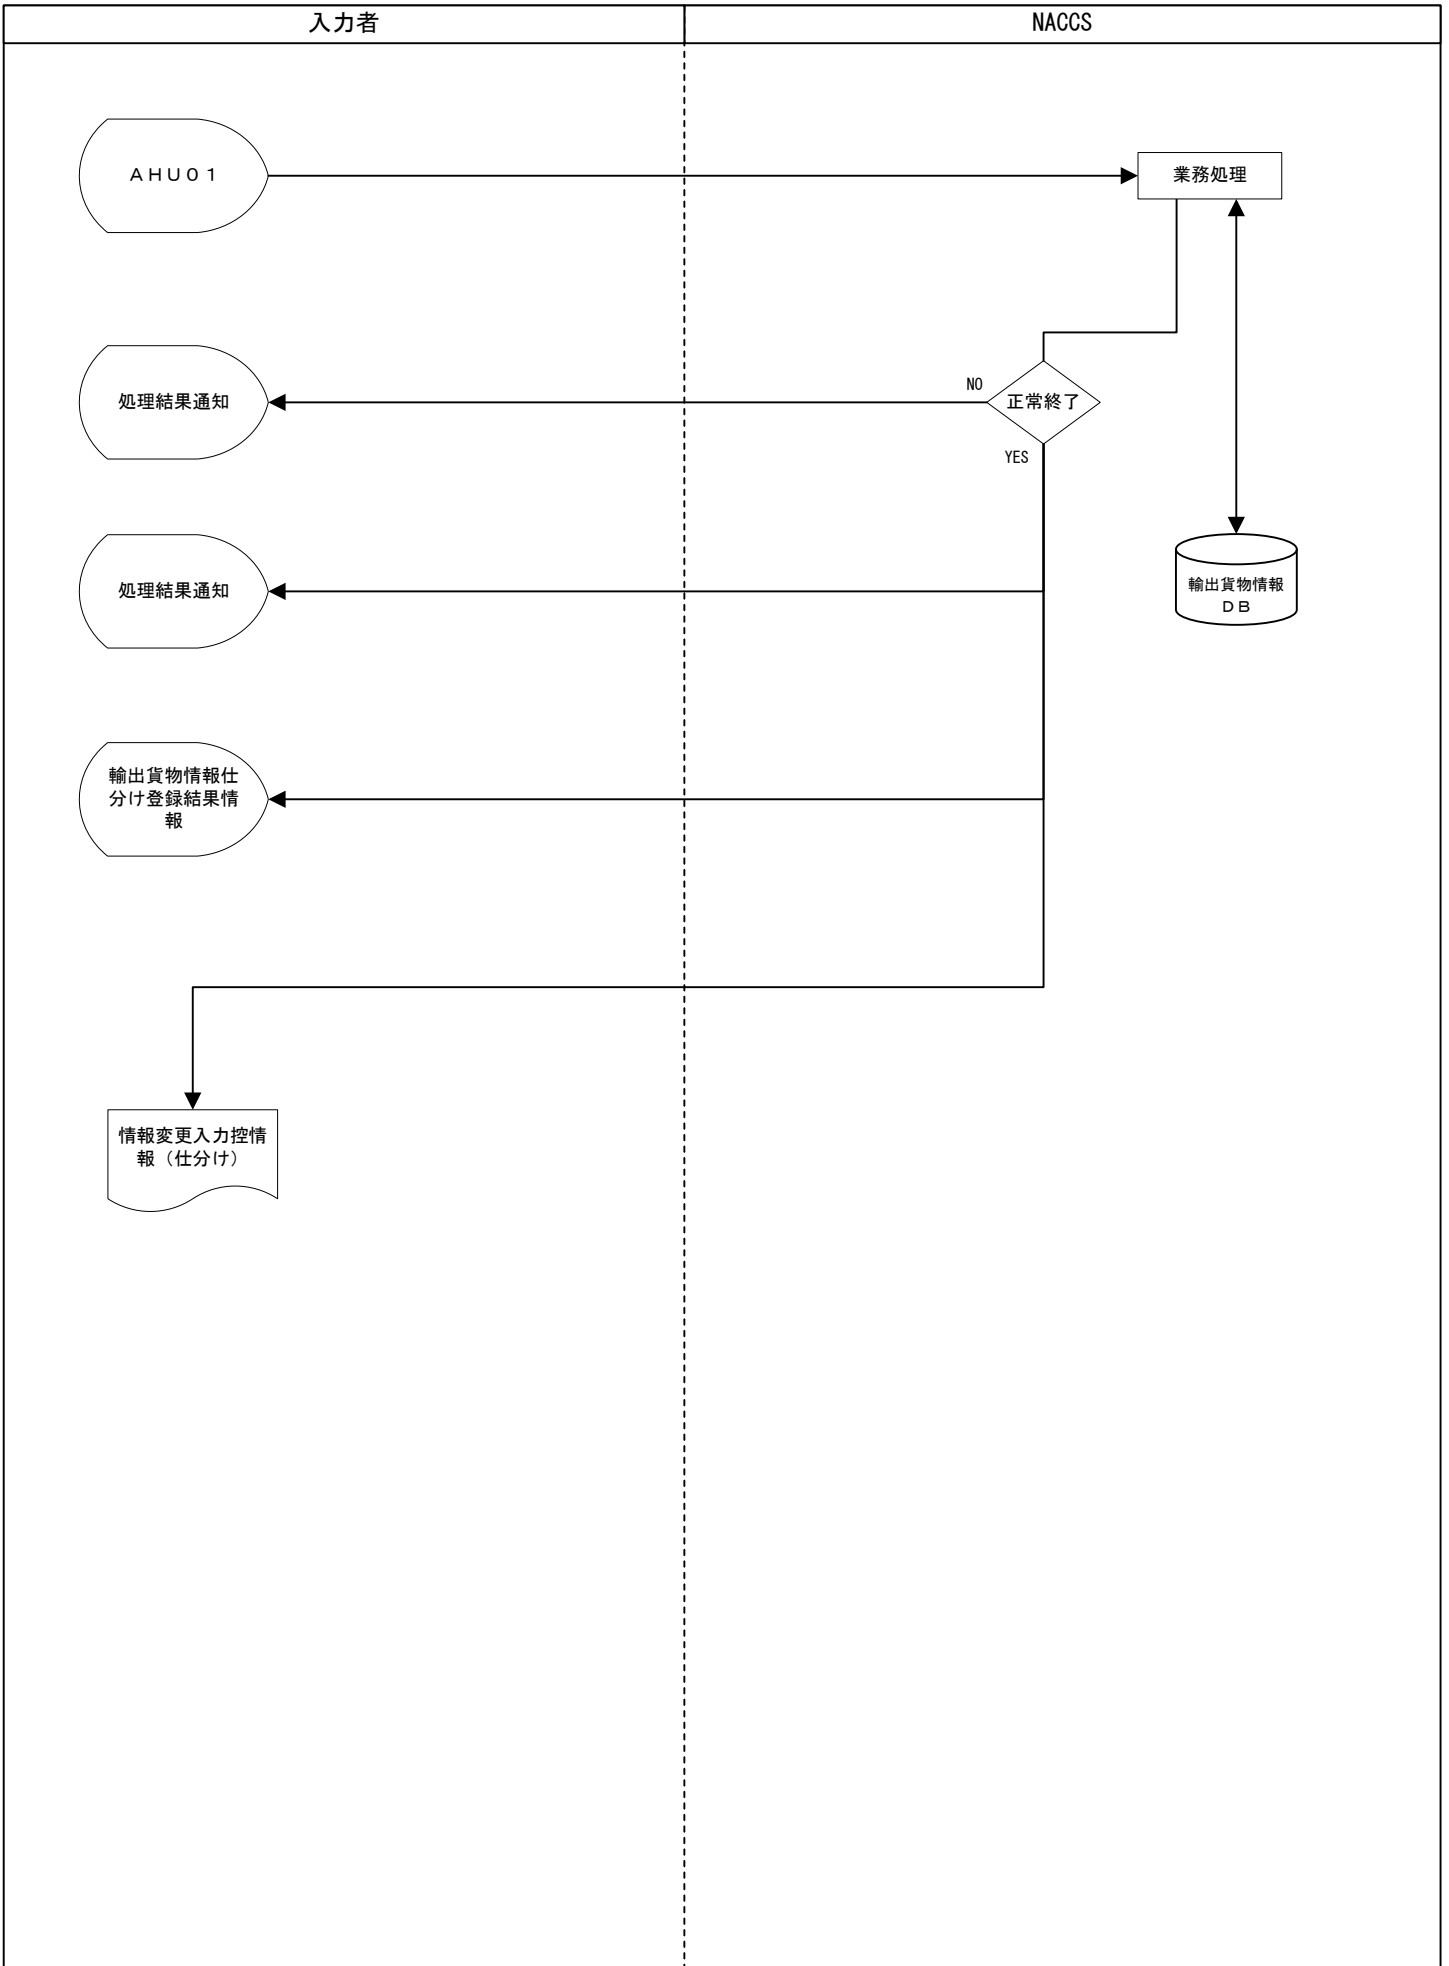 入力者
NACCS
ＡＨＵ０１
業務処理
処理結果通知
NO
正常終了
YES
処理結果通知
輸出貨物情報
ＤＢ
輸出貨物情報仕
分け登録結果情
報
情報変更入力控情
報（仕分け）